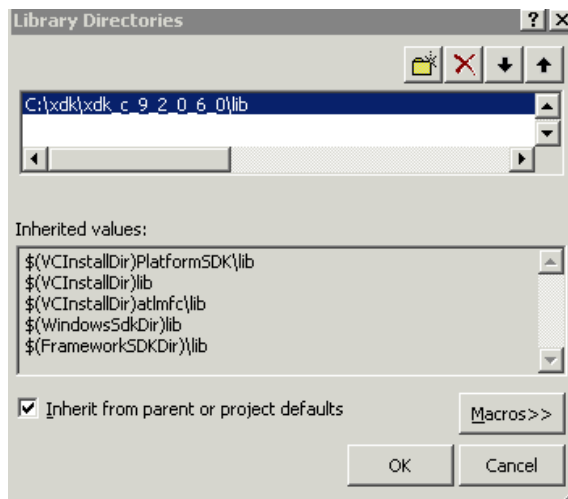 Library Directories
C:\xdk\xdk_c_9_2_0_6_0\lib
Inherited values:
$(VCInstallDir)PlatformSDK\lib
$(VCInstallDir)lib
$(VCInstallDir)atlmfc\lib
$(WindowsSdkDir)lib
$(FrameworkSDKDir)\lib
Inherit from parent or project defaults
Macros>>
OK
Cancel